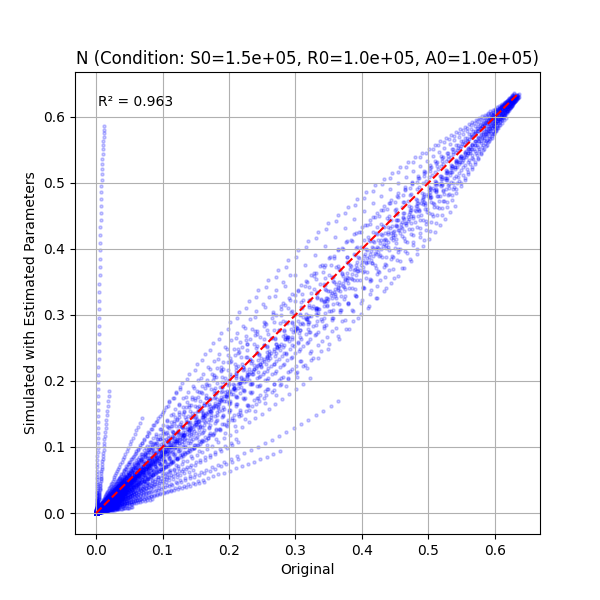 N (Condition: S0=1.5e+05, R0=1.0e+05, A0=1.0e+05)
R² = 0.963
0.6
0.5
0.4
0.3
0.2
0.1
0.0
Simulated with Estimated Parameters
0.0 0.1 0.2 0.3 0.4 0.5 0.6
Original